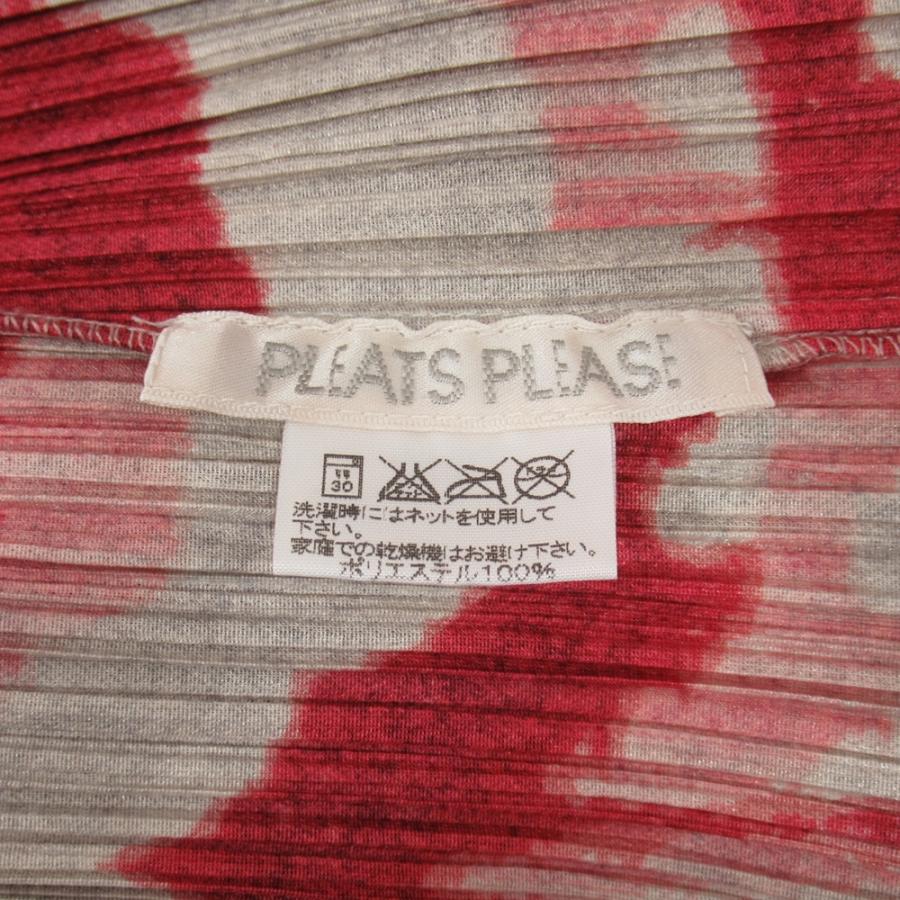 PLEATS PLEASE
弱
30
洗濯時にはネットを使用して
下さい。
家庭での乾燥機はお避け下さい。
ポリエステル100%